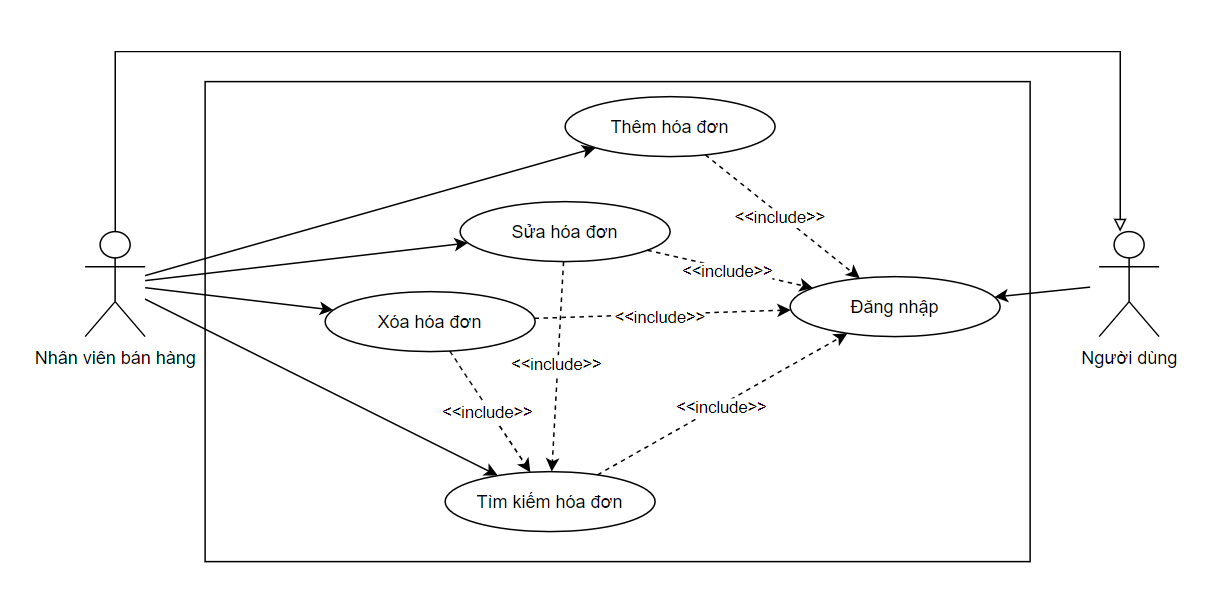 Thêm hóa đơn
<<include>>
Sửa hóa đơn
<<include>>
Đăng nhập
Xóa hóa đơn
<<include>>
Nhân viên bán hàng
Người dùng
<<include>>
<<include>>
<<include>>
Tìm kiếm hóa đơn